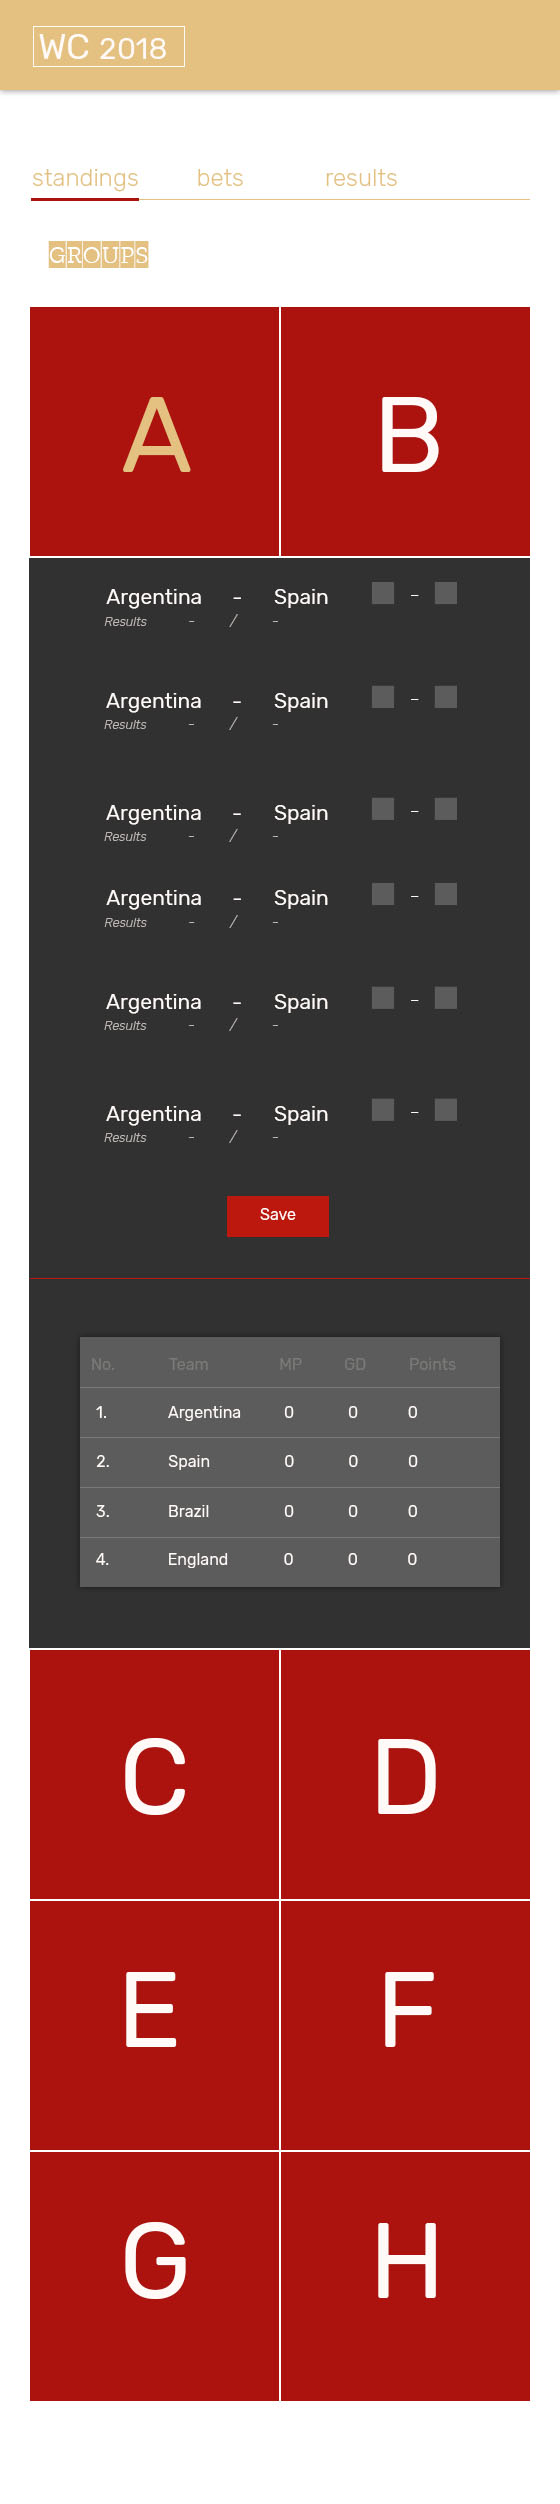 WC 2018
standings bets results
GROUPS
A B
Argentina - Spain -
Results - / -
Argentina - Spain -
Results - / -
Argentina - Spain -
Results - / -
Argentina - Spain -
Results - / -
Argentina - Spain -
Results - / -
Argentina - Spain -
Results - / -
Save
No. Team MP GD Points
1. Argentina 0 0 0
2. Spain 0 0 0
3. Brazil 0 0 0
4. England 0 0 0
C D
E F
G H